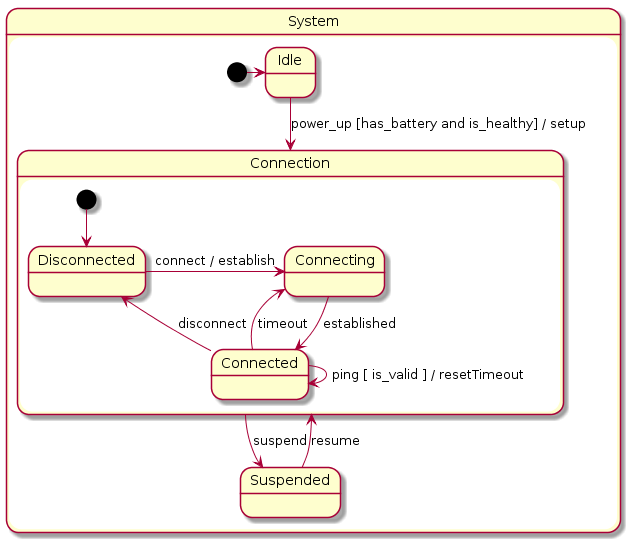 System
Idle
power_up [has_battery and is_healthy] / setup
Connection
Disconnected
connect / establish
Connecting
disconnect
timeout
established
Connected
ping [ is_valid ] / resetTimeout
suspend
resume
Suspended